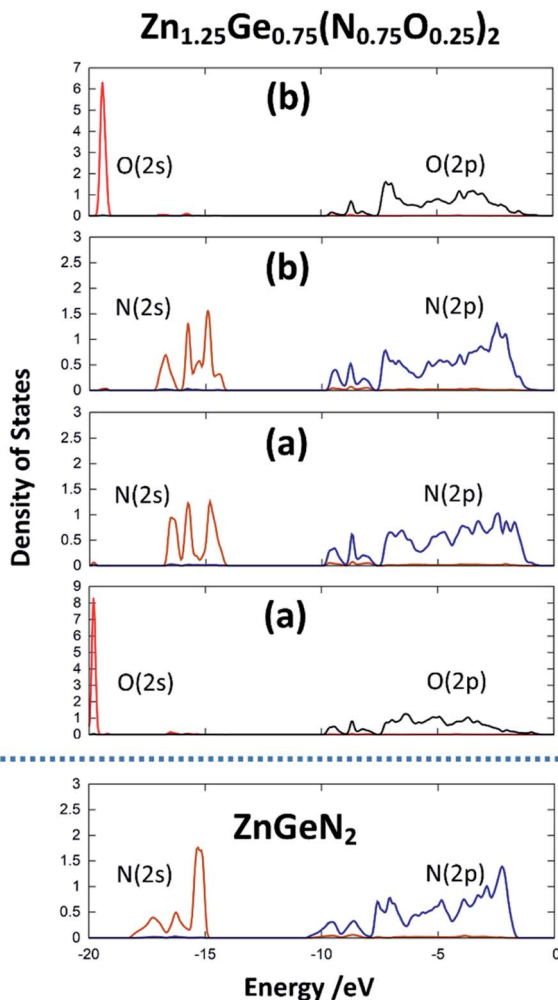 Zn1.25Ge0.75(N0.75O0.25)2
7
6
5
4
3
2
1
0
(b)
O(2s)
O(2p)
3
2.5
2
1.5
1
0.5
0
(b)
N(2s)
N(2p)
3
2.5
2
1.5
1
0.5
0
(a)
N(2s)
N(2p)
9
8
7
6
5
4
3
2
1
0
(a)
O(2s)
O(2p)
3
2.5
2
1.5
1
0.5
0
ZnGeN2
N(2s)
N(2p)
-20
-15
-10
-5
0
Energy /eV
Density of States